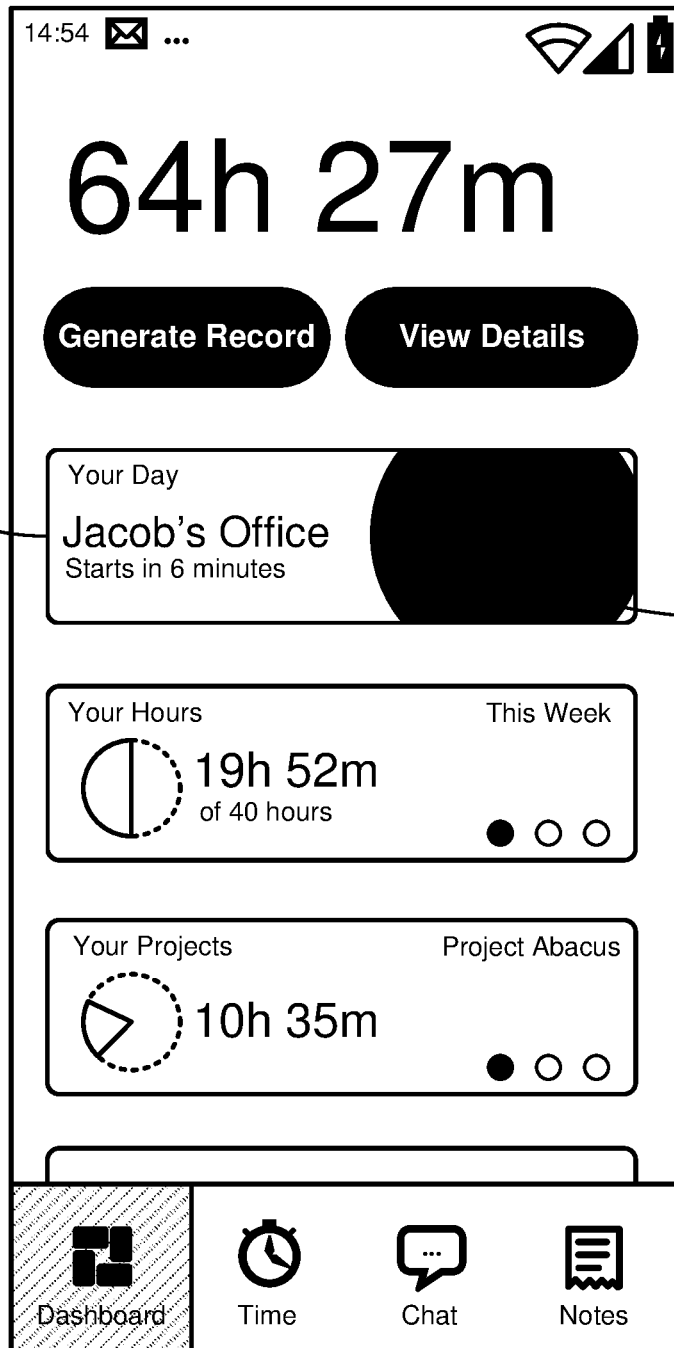 14:54 ...
64h 27m
Generate Record View Details
Your Day
Jacob’s Office
Starts in 6 minutes
Your Hours This Week
19h 52m
of 40 hours
Your Projects Project Abacus
10h 35m
Dashboard Time Chat Notes